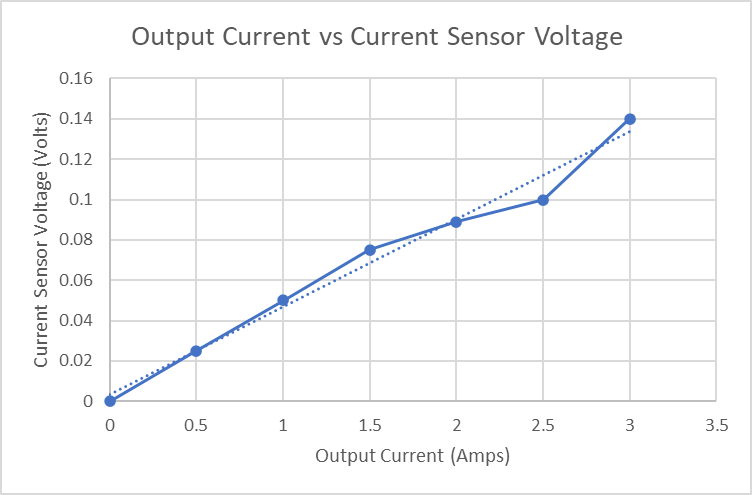 Output Current vs Current Sensor Voltage
Current Sensor Voltage (Volts)
0.16
0.14
0.12
0.1
0.08
0.06
0.04
0.02
0
0 0.5 1 1.5 2 2.5 3 3.5
Output Current (Amps)